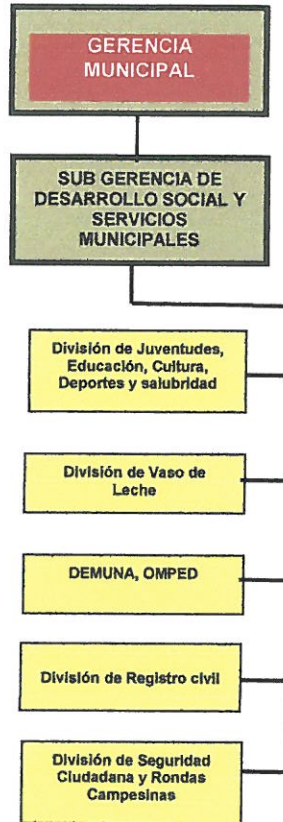 GERENCIA
MUNICIPAL
SUB GERENCIA DE
DESARROLLO SOCIAL Y
SERVICIOS
MUNICIPALES
División de Juventudes,
Educación, Cultura,
Deportes y salubridad
División de Vaso de
Leche
DEMUNA, OMPED
División de Registro civil
División de Seguridad
Ciudadana y Rondas
Campesinas